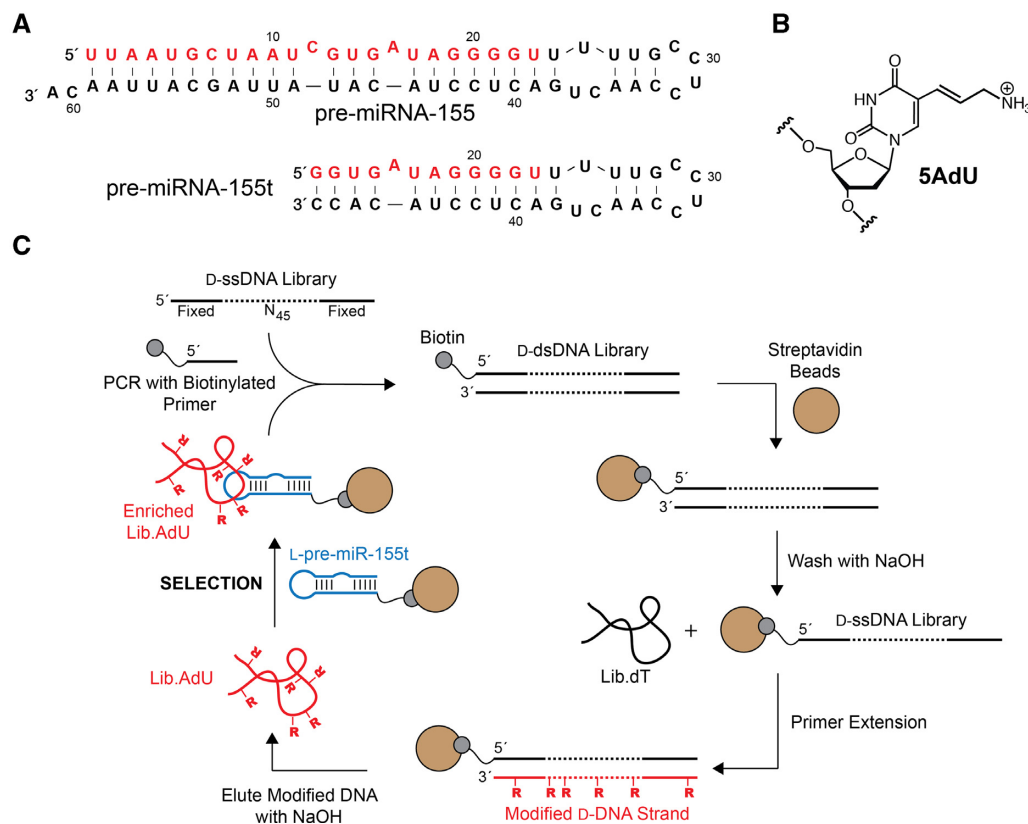 A
10
20
5´ U U A A U G C U A A U C G U G A U A G G G G U U U U U G C C 30
3´ A C A A U U A C G A U U A — U A C — A U C C U C A G U C A A C C U
60
50
40
pre-miRNA-155
20
pre-miRNA-155t
5´ G G U G A U A G G G G U U U U U G C C 30
3´ C C A C — A U C C U C A G U C A A C C U
40
B
O
HN
O
N
NH3
+
O
O
O
5AdU
C
D-ssDNA Library
5´
Fixed
N45
Fixed
5´
PCR with Biotinylated
Primer
Biotin
5´
D-dsDNA Library
3´
Streptavidin
Beads
5´
3´
Wash with NaOH
D-ssDNA Library
5´
+
Lib.dT
Primer Extension
5´
3´
R R R R R R
Modified D-DNA Strand
Elute Modified DNA
with NaOH
Lib.AdU
R R R R R R
SELECTION
L-pre-miR-155t
Enriched
Lib.AdU
R R R R R R